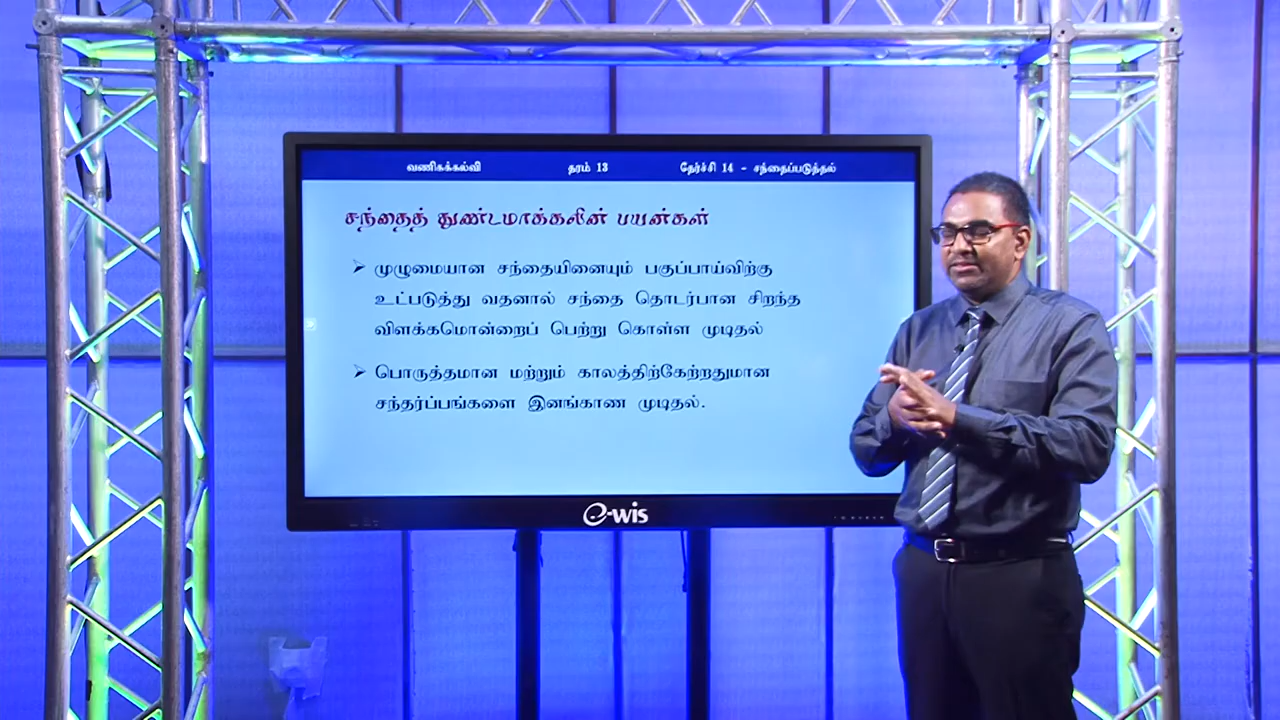 வணிகக்கல்வி தரம் 13 தேர்ச்சி 14 - சந்தைப்படுத்தல்
சந்தைத் துண்டமாக்கலின் பயன்கள்
➢ முழுமையான சந்தையினையும் பகுப்பாய்விற்கு
உட்படுத்து வதனால் சந்தை தொடர்பான சிறந்த
விளக்கமொன்றைப் பெற்று கொள்ள முடிதல்
➢ பொருத்தமான மற்றும் காலத்திற்கேற்றதுமான
சந்தர்ப்பங்களை இனங்காண முடிதல்.
e-wis